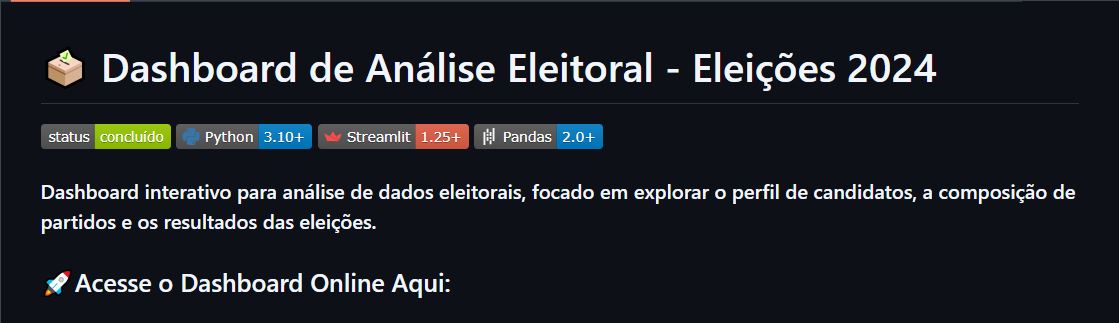 Dashboard de Análise Eleitoral - Eleições 2024
status concluído Python 3.10+ Streamlit 1.25+ Pandas 2.0+
Dashboard interativo para análise de dados eleitorais, focado em explorar o perfil de candidatos, a composição de
partidos e os resultados das eleições.
Acesse o Dashboard Online Aqui: